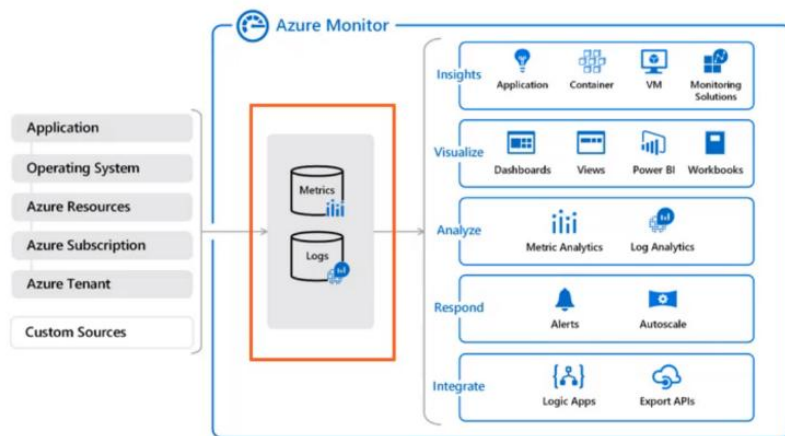 Azure Monitor
Application
Operating System
Azure Resources
Azure Subscription
Azure Tenant
Custom Sources
Metrics
Logs
Insights
Application
Container
VM
Monitoring
Solutions
Visualize
Dashboards
Views
Power BI
Workbooks
Analyze
Metric Analytics
Log Analytics
Respond
Alerts
Autoscale
Integrate
Logic Apps
Export APIs